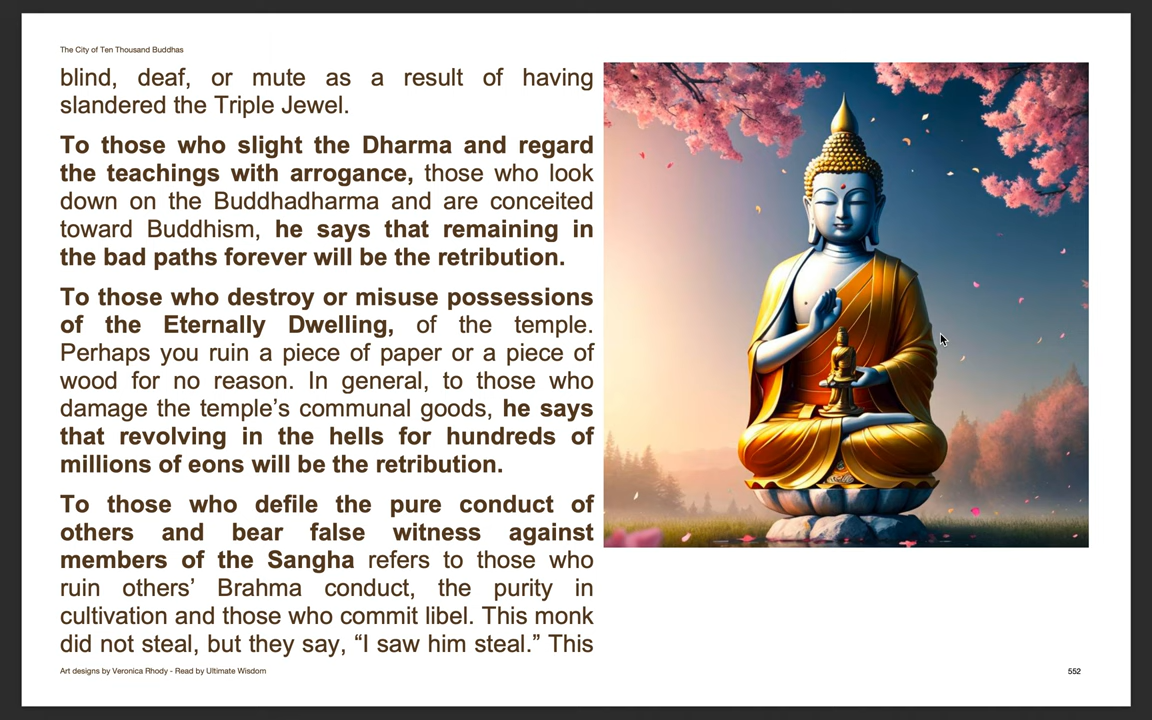 The City of Ten Thousand Buddhas
blind, deaf, or mute as a result of having
slandered the Triple Jewel.
To those who slight the Dharma and regard
the teachings with arrogance, those who look
down on the Buddhadharma and are conceited
toward Buddhism, he says that remaining in
the bad paths forever will be the retribution.
To those who destroy or misuse possessions
of the Eternally Dwelling, of the temple.
Perhaps you ruin a piece of paper or a piece of
wood for no reason. In general, to those who
damage the temple’s communal goods, he says
that revolving in the hells for hundreds of
millions of eons will be the retribution.
To those who defile the pure conduct of
others and bear false witness against
members of the Sangha refers to those who
ruin others’ Brahma conduct, the purity in
cultivation and those who commit libel. This monk
did not steal, but they say, “I saw him steal.” This
Art designs by Veronica Rhody - Read by Ultimate Wisdom
552